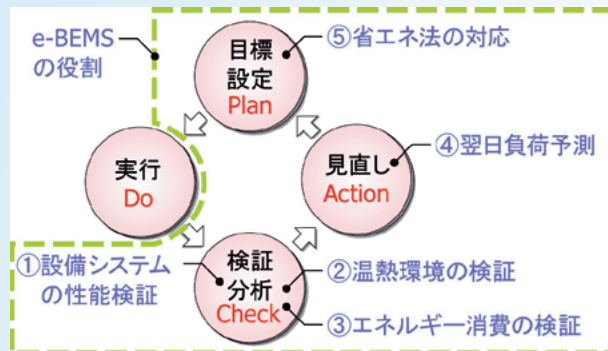 e-BEMS
の役割
目標
設定
Plan
⑤省エネ法の対応
実行
Do
見直し
Action
④翌日負荷予測
①設備システム
の性能検証
検証
分析
Check
②温熱環境の検証
③エネルギー消費の検証